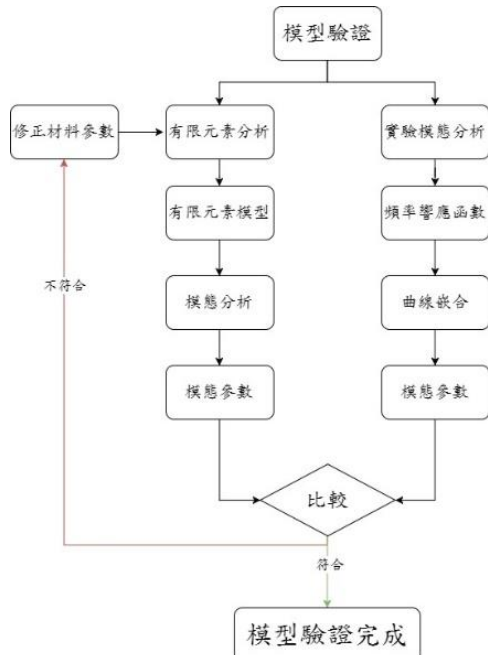 模型驗證
修正材料參數
有限元素分析
實驗模態分析
有限元素模型
頻率響應函數
不符合
模態分析
曲線嵌合
模態參數
模態參數
比較
符合
模型驗證完成